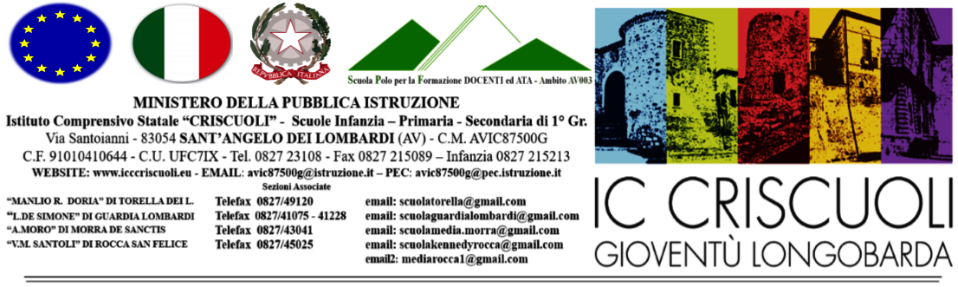 REPVBBLICA ITALIANA
Scuola Polo per la Formazione DOCENTI ed ATA - Ambito AV003
MINISTERO DELLA PUBBLICA ISTRUZIONE
Istituto Comprensivo Statale “CRISCUOLI” - Scuole Infanzia – Primaria - Secondaria di 1° Gr.
Via Santoianni - 83054 SANT’ANGELO DEI LOMBARDI (AV) - C.M. AVIC87500G
C.F. 91010410644 - C.U. UFC7IX - Tel. 0827 23108 - Fax 0827 215089 – Infanzia 0827 215213
WEBSITE: www.icccriscuoli.eu - EMAIL: avic87500g@istruzione.it – PEC: avic87500g@pec.istruzione.it
Sezioni Associate
“MANLIO R. DORIA” DI TORELLA DEI L. Telefax 0827/49120 email: scuolatorella@gmail.com
“L.DE SIMONE” DI GUARDIA LOMBARDI Telefax 0827/41075 - 41228 email: scuolaguardialombardi@gmail.com
“A.MORO” DI MORRA DE SANCTIS Telefax 0827/43041 email: scuolamedia.morra@gmail.com
“V.M. SANTOLI” DI ROCCA SAN FELICE Telefax 0827/45025 email: scuolakennedyrocca@gmail.com
email2: mediarocca1@gmail.com
IC CRISCUOLI
GIOVENTÙ LONGOBARDA